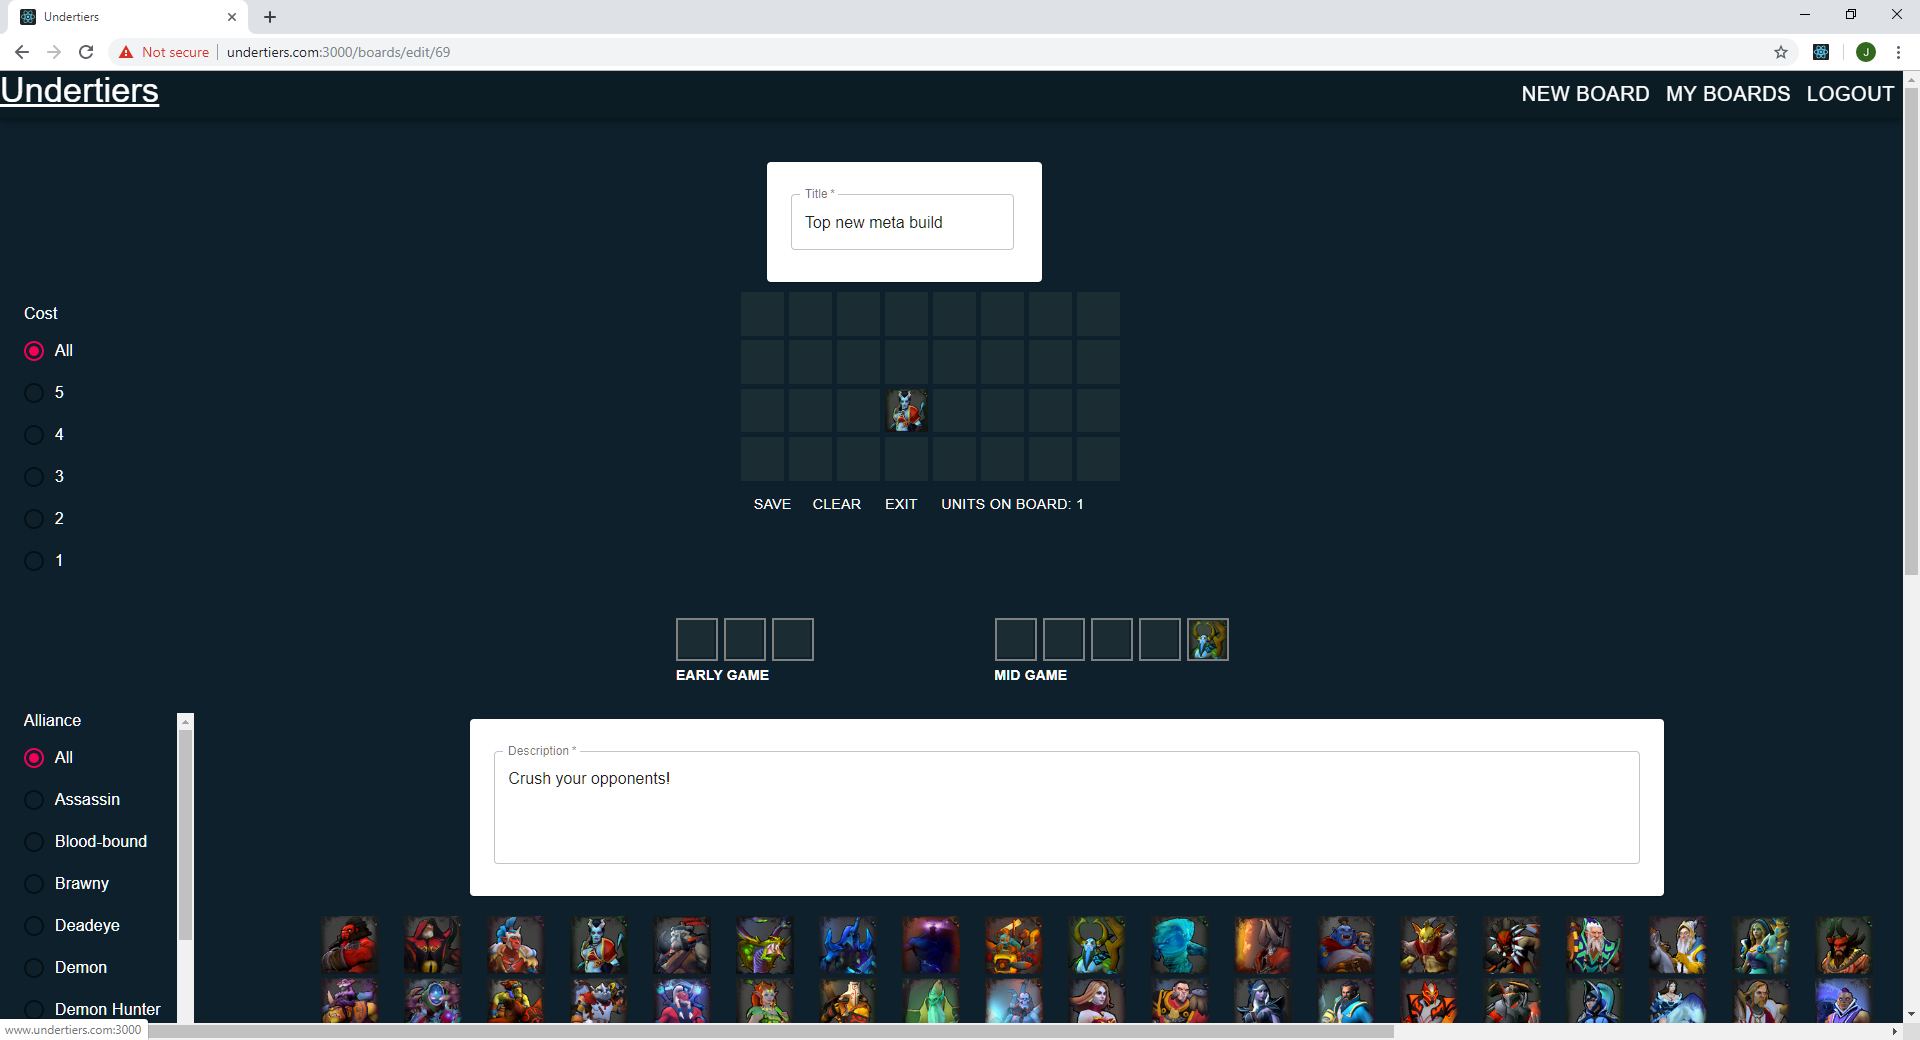 Undertiers
Not secure
undertiers.com:3000/boards/edit/69
J
Undertiers
NEW BOARD MY BOARDS LOGOUT
Title *
Top new meta build
Cost
All
5
4
3
2
1
SAVE CLEAR EXIT UNITS ON BOARD: 1
EARLY GAME
MID GAME
Alliance
All
Assassin
Blood-bound
Brawny
Deadeye
Demon
Demon Hunter
Description *
Crush your opponents!
www.undertiers.com:3000